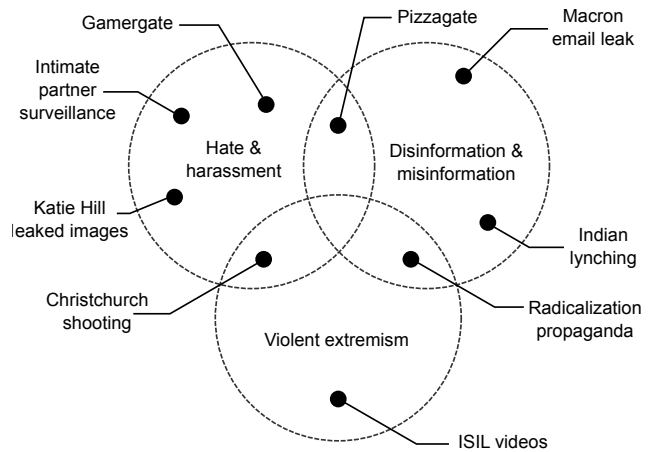 Gamergate
Pizzagate
Macron
email leak
Intimate
partner
surveillance
Hate &
harassment
Disinformation &
misinformation
Katie Hill
leaked images
Indian
lynching
Christchurch
shooting
Radicalization
propaganda
Violent extremism
ISIL videos